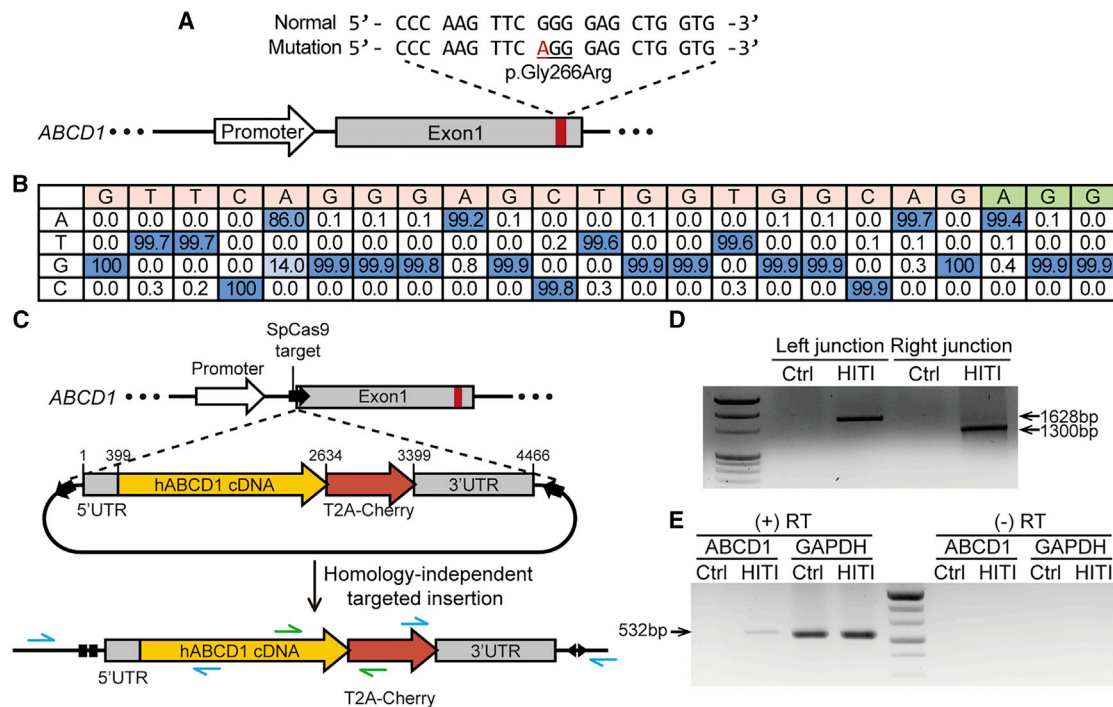 A
Normal 5’- CCC AAG TTC GGG GAG CTG GTG -3’
Mutation 5’- CCC AAG TTC AGG GAG CTG GTG -3’
p.Gly266Arg
ABCD1 ••• Promoter Exon1 •••
B
G T T C A G G G A G C T G G T G G C A G A G G
A 0.0 0.0 0.0 0.0 86.0 0.1 0.1 0.1 99.2 0.1 0.0 0.0 0.1 0.1 0.0 0.1 0.1 0.0 99.7 0.0 99.4 0.1 0.0
T 0.0 99.7 99.7 0.0 0.0 0.0 0.0 0.0 0.0 0.0 0.2 99.6 0.0 0.0 99.6 0.0 0.0 0.1 0.1 0.0 0.1 0.0 0.0
G 100 0.0 0.0 0.0 14.0 99.9 99.9 99.8 0.8 99.9 0.0 0.0 99.9 99.9 0.0 99.9 99.9 0.0 0.3 100 0.4 99.9 99.9
C 0.0 0.3 0.2 100 0.0 0.0 0.0 0.0 0.0 0.0 99.8 0.3 0.0 0.0 0.3 0.0 0.0 99.9 0.0 0.0 0.0 0.0 0.0
C
SpCas9
target
Promoter
ABCD1 ••• Exon1 •••
1 399 2634 3399 4466
hABCD1 cDNA 3’UTR
5’UTR T2A-Cherry
Homology-independent
targeted insertion
hABCD1 cDNA 3’UTR
5’UTR
T2A-Cherry
D
Left junction Right junction
Ctrl HITI Ctrl HITI
1628bp
1300bp
E
(+) RT (-) RT
ABCD1 GAPDH ABCD1 GAPDH
Ctrl HITI Ctrl HITI Ctrl HITI Ctrl HITI
532bp